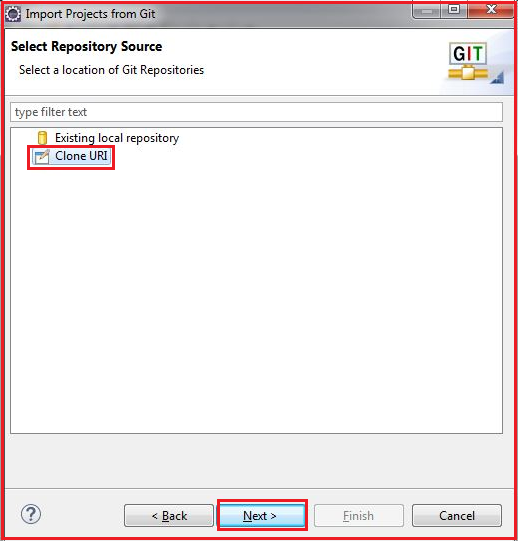 Import Projects from Git
Select Repository Source
Select a location of Git Repositories
GIT
type filter text
Existing local repository
Clone URI
?
< Back
Next >
Finish
Cancel